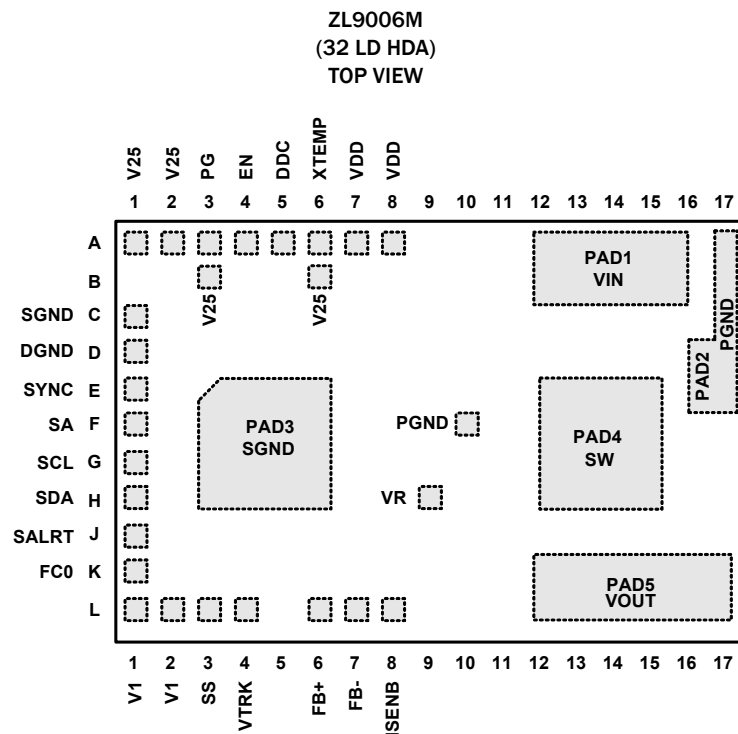 ZL9006M
(32 LD HDA)
TOP VIEW
V25 V25 PG EN DDC XTEMP VDD VDD
1 2 3 4 5 6 7 8 9 10 11 12 13 14 15 16 17
A
PAD1
VIN
B
V25 V25
PGND
SGND C
DGND D
PAD2
SYNC E
SA F
PAD3
SGND
PGND
PAD4
SW
SCL G
SDA H
VR
SALRT J
FC0 K
PAD5
VOUT
L
1 2 3 4 5 6 7 8 9 10 11 12 13 14 15 16 17
V1 V1 SS VTRK FB+ FB- ISENB